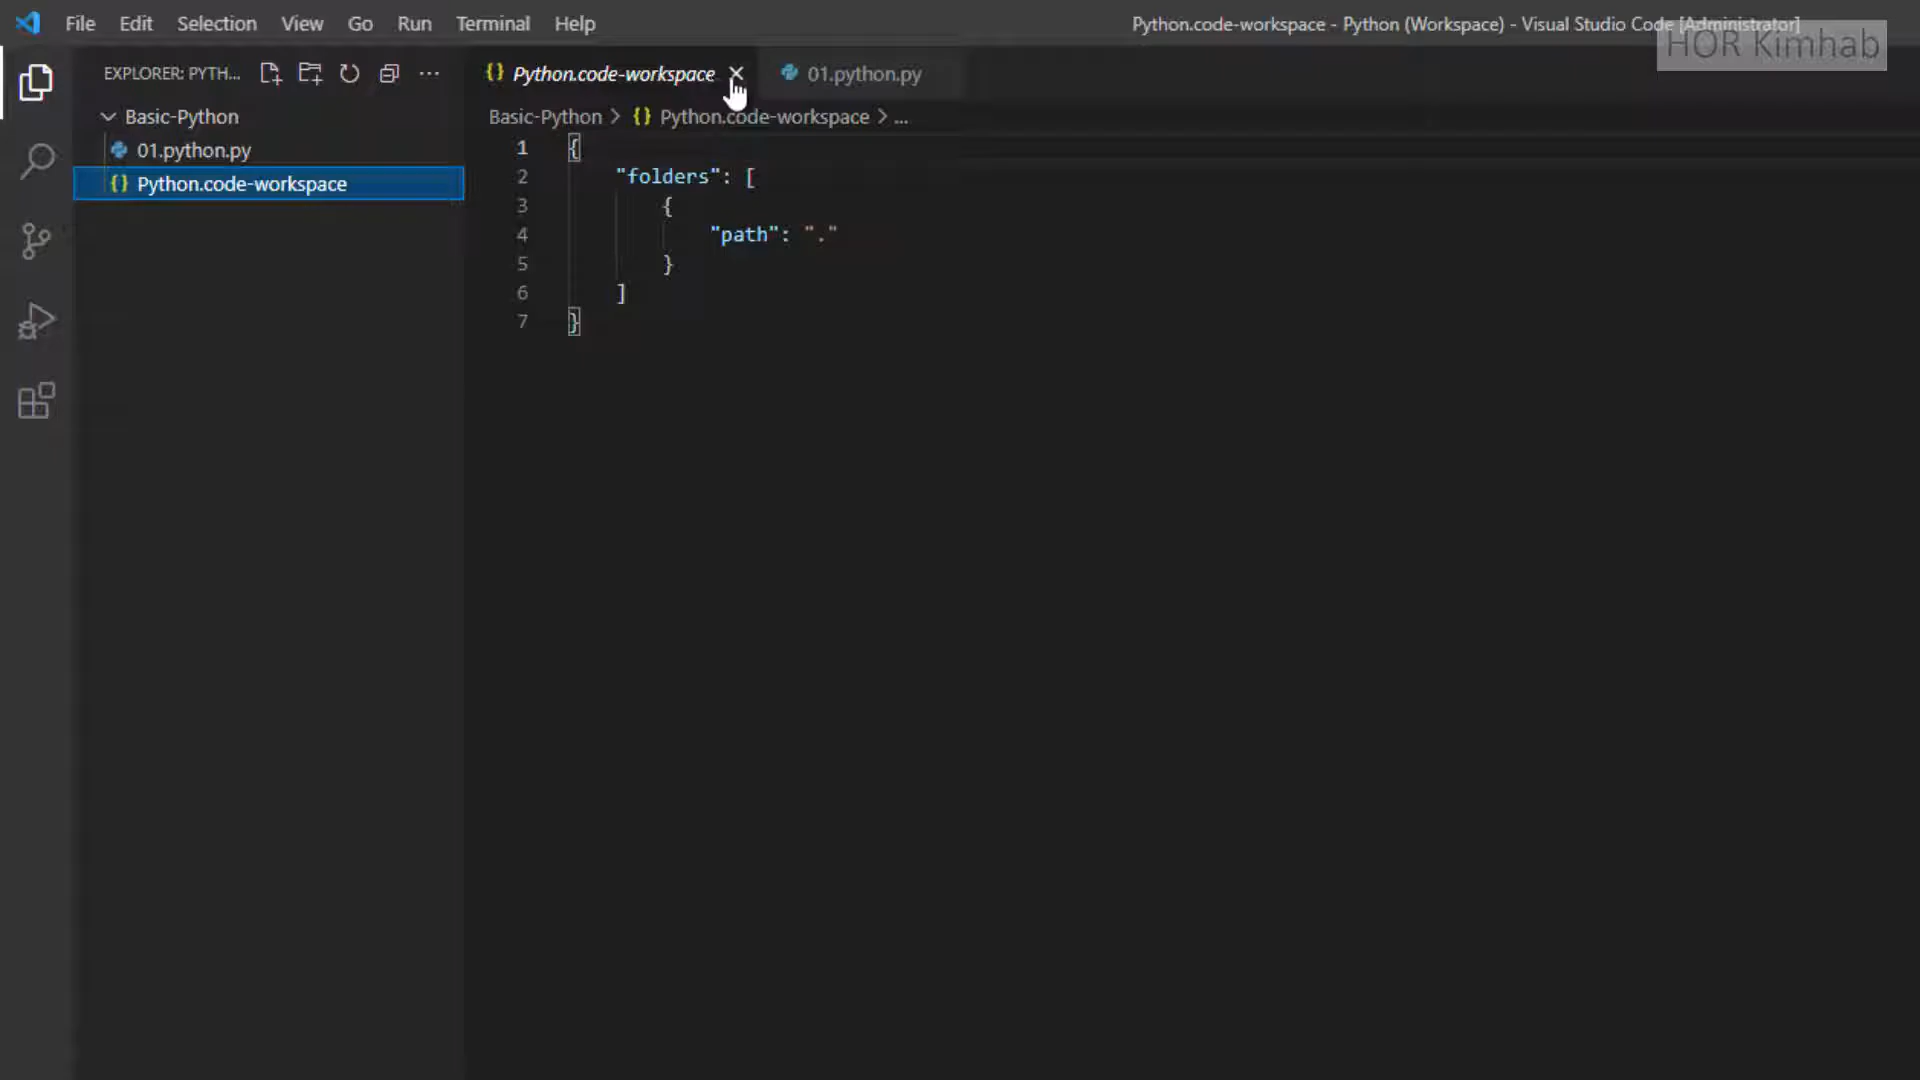 File Edit Selection View Go Run Terminal Help
Python.code-workspace - Python (Workspace) - Visual Studio Code [Administrator]
HOR Kimhab
EXPLORER: PYTH...
Python.code-workspace
01.python.py
Basic-Python
01.python.py
Python.code-workspace
Basic-Python > {} Python.code-workspace > ...
1 {
2 "folders": [
3 {
4 "path": "."
5 }
6 ]
7 }